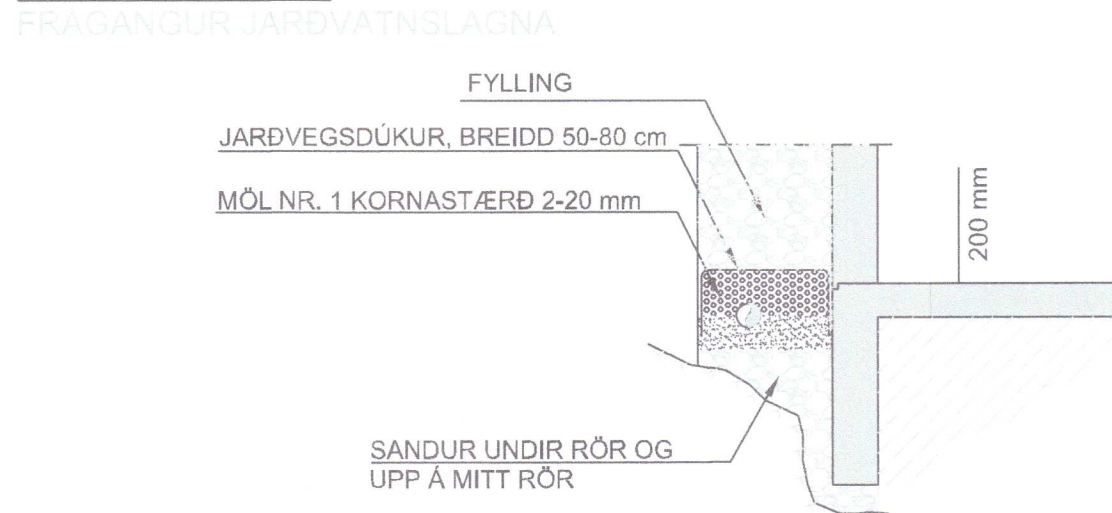 FRÁGANGUR JARÐVATNSLAGNA
FYLLING
JARÐVEGSDÚKUR, BREIDD 50-80 cm
MÖL NR. 1 KORNASTÆRÐ 2-20 mm
200 mm
SANDUR UNDIR RÖR OG
UPP Á MITT RÖR